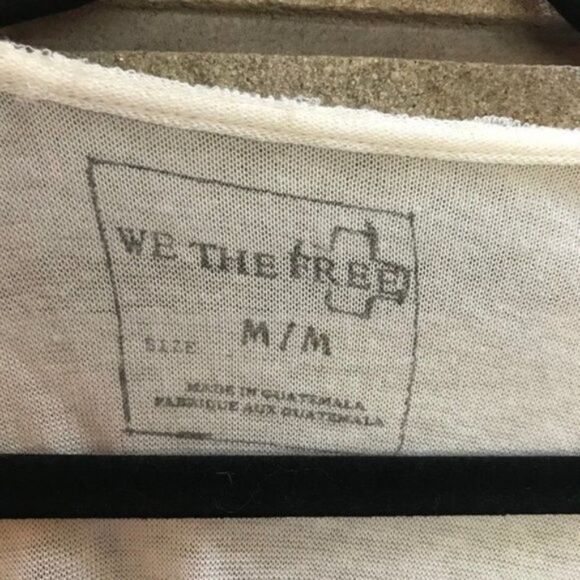 WE THE FREE
SIZE M/M
MADE IN GUATEMALA
FABRIQUE AUX GUATEMALA